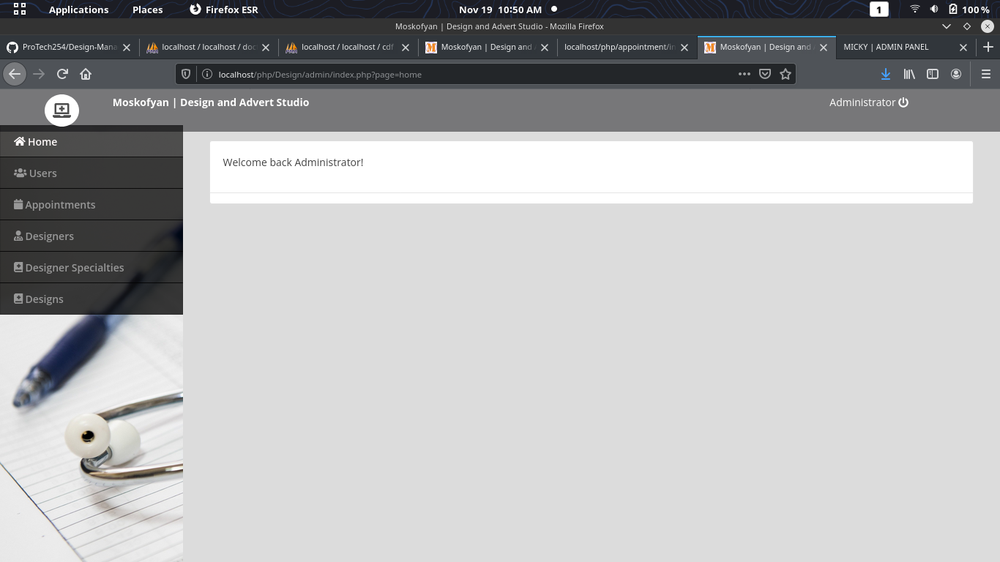 Applications Places Firefox ESR Nov 19 10:50 AM 1 100 %
Moskofyan | Design and Advert Studio - Mozilla Firefox
ProTech254/Design-Mana localhost / localhost / doc localhost / localhost / cdf Moskofyan | Design and localhost/php/appointment/in Moskofyan | Design and MICKY | ADMIN PANEL
localhost/php/Design/admin/index.php?page=home
Moskofyan | Design and Advert Studio Administrator
Home
Users
Appointments
Designers
Designer Specialties
Designs
Welcome back Administrator!